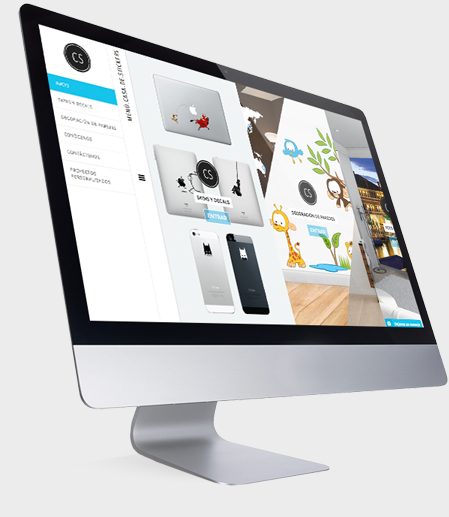 CS
INICIO
SKINS Y DECALS
DECORACIÓN DE PAREDES
CONÓCENOS
CONTÁCTANOS
PROYECTOS
PERSONALIZADOS
MENÚ CASA DE STICKERS
CS
SKINS Y DECALS
ENTRAR
CS
DECORACIÓN DE PAREDES
ENTRAR